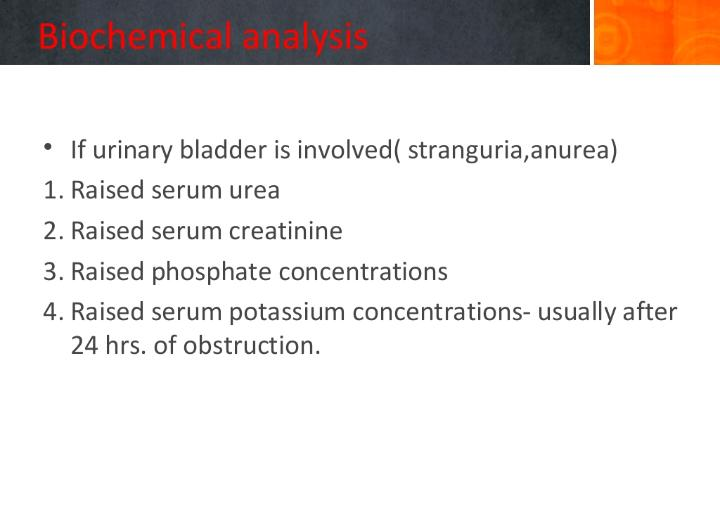 Biochemical analysis
• If urinary bladder is involved( stranguria,anurea)
1. Raised serum urea
2. Raised serum creatinine
3. Raised phosphate concentrations
4. Raised serum potassium concentrations- usually after
24 hrs. of obstruction.